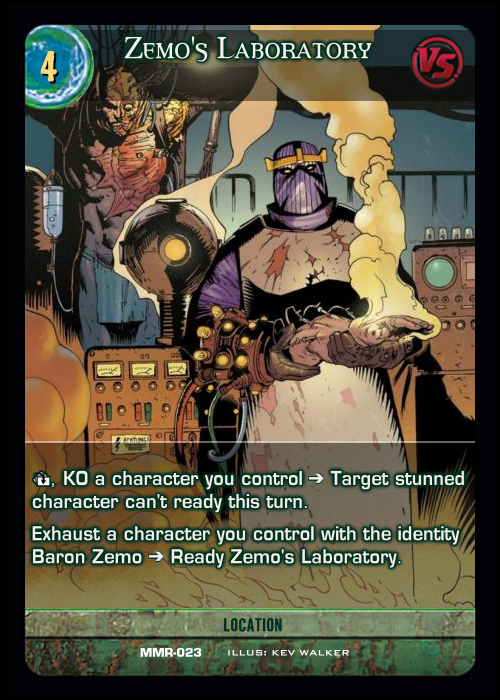 4
Zemo's Laboratory
VS.
ACHTUNG!
, KO a character you control ➔ Target stunned
character can't ready this turn.
Exhaust a character you control with the identity
Baron Zemo ➔ Ready Zemo's Laboratory.
LOCATION
MMR-023 ILLUS: KEV WALKER